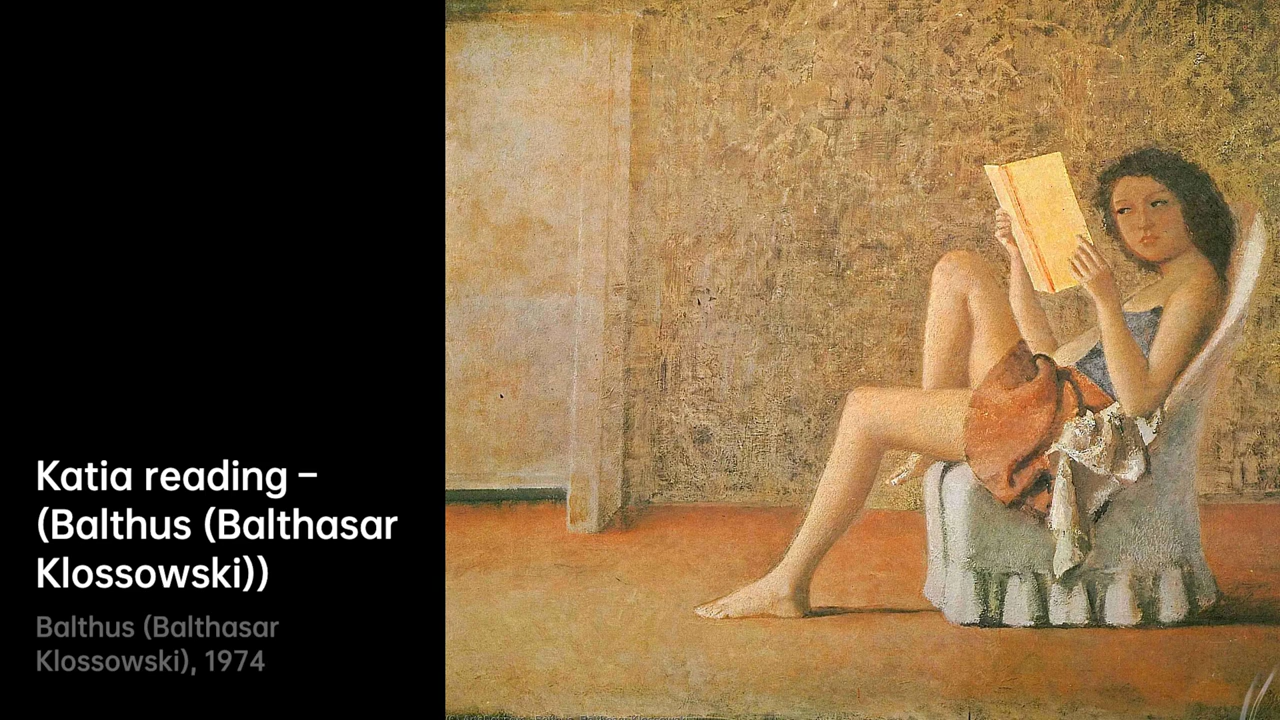 Katia reading –
(Balthus (Balthasar
Klossowski))
Balthus (Balthasar
Klossowski), 1974